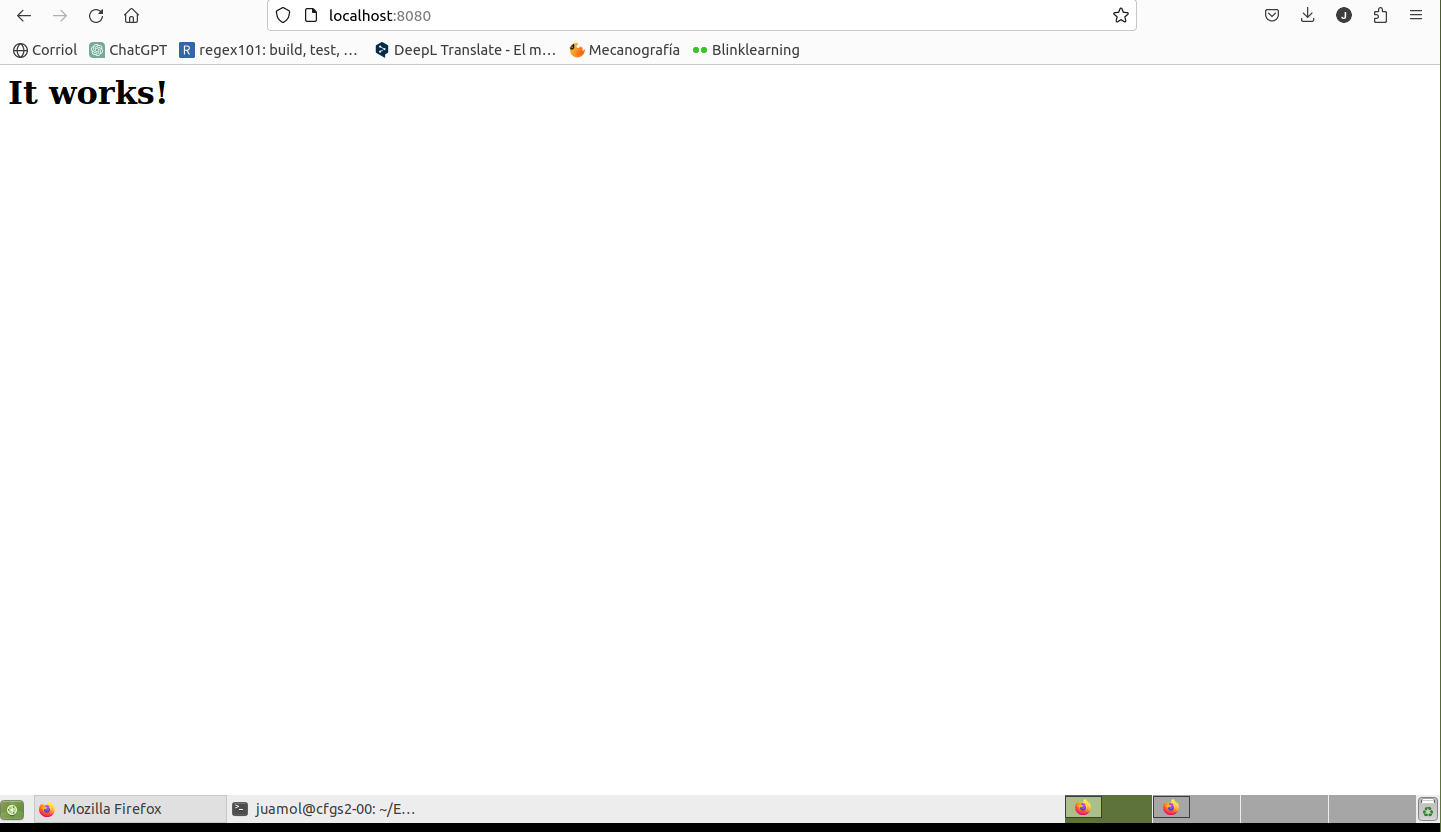 localhost:8080
Corriol ChatGPT R regex101: build, test, … DeepL Translate - El m… Mecanografía Blinklearning
It works!
Mozilla Firefox juamol@cfgs2-00: ~/E…